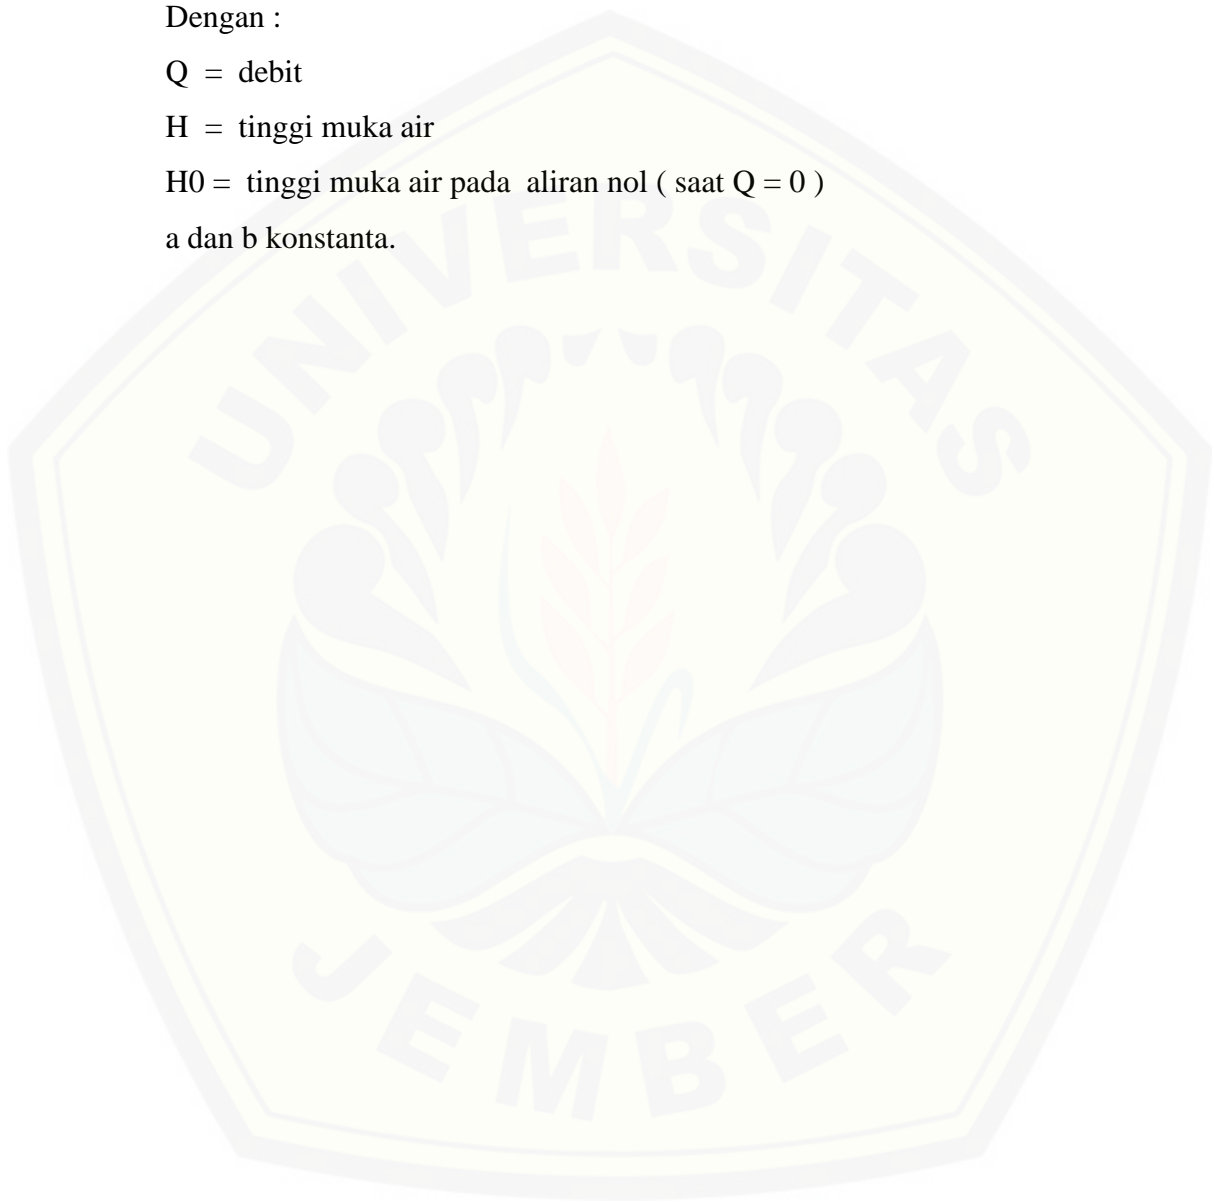 Dengan :
Q = debit
H = tinggi muka air
H0 = tinggi muka air pada aliran nol ( saat Q = 0 )
a dan b konstanta.
UNIVERSITAS
JEMBER